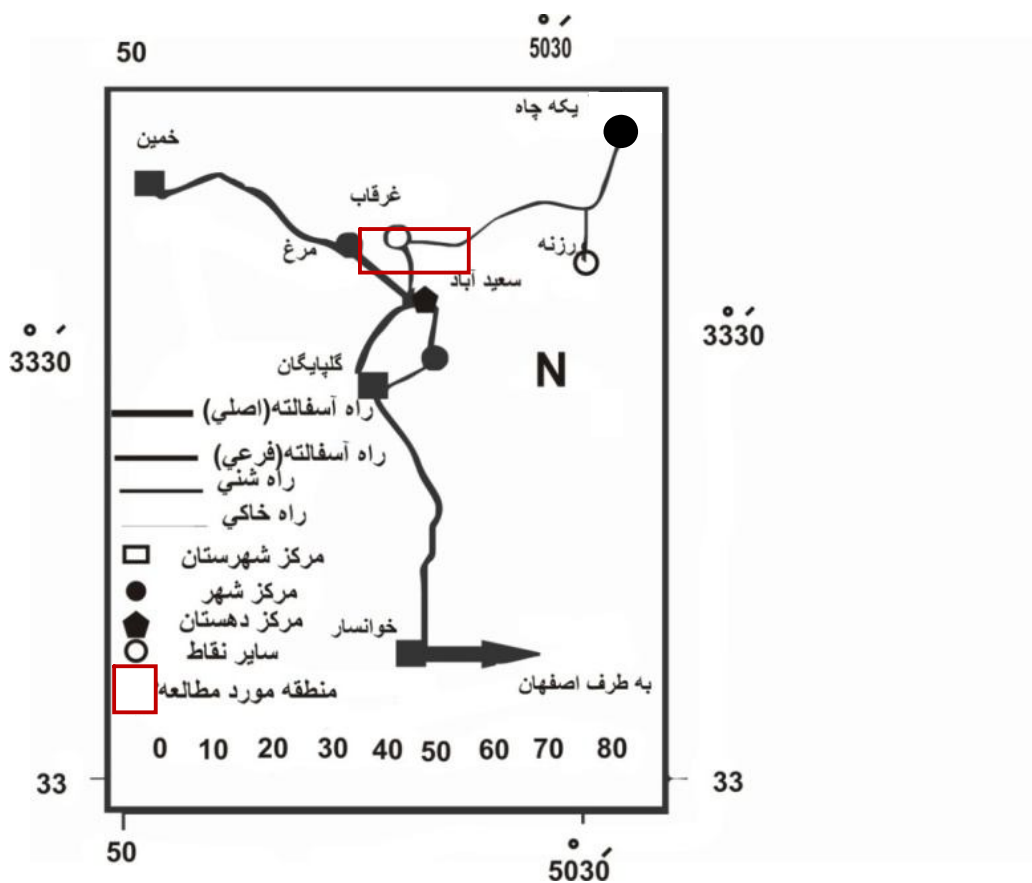 50
5030
یکه چاه
خمین
غرقاب
مرغ
ورزنه
سعید آباد
3330
3330
گلپایگان
N
راه آسفالته(اصلي)
راه آسفالته(فرعي)
راه شني
راه خاكي
مرکز شهرستان
مرکز شهر
مرکز دهستان
سایر نقاط
خوانسار
به طرف اصفهان
منطقه مورد مطالعه
0 10 20 30 40 50 60 70 80
33
33
50
5030